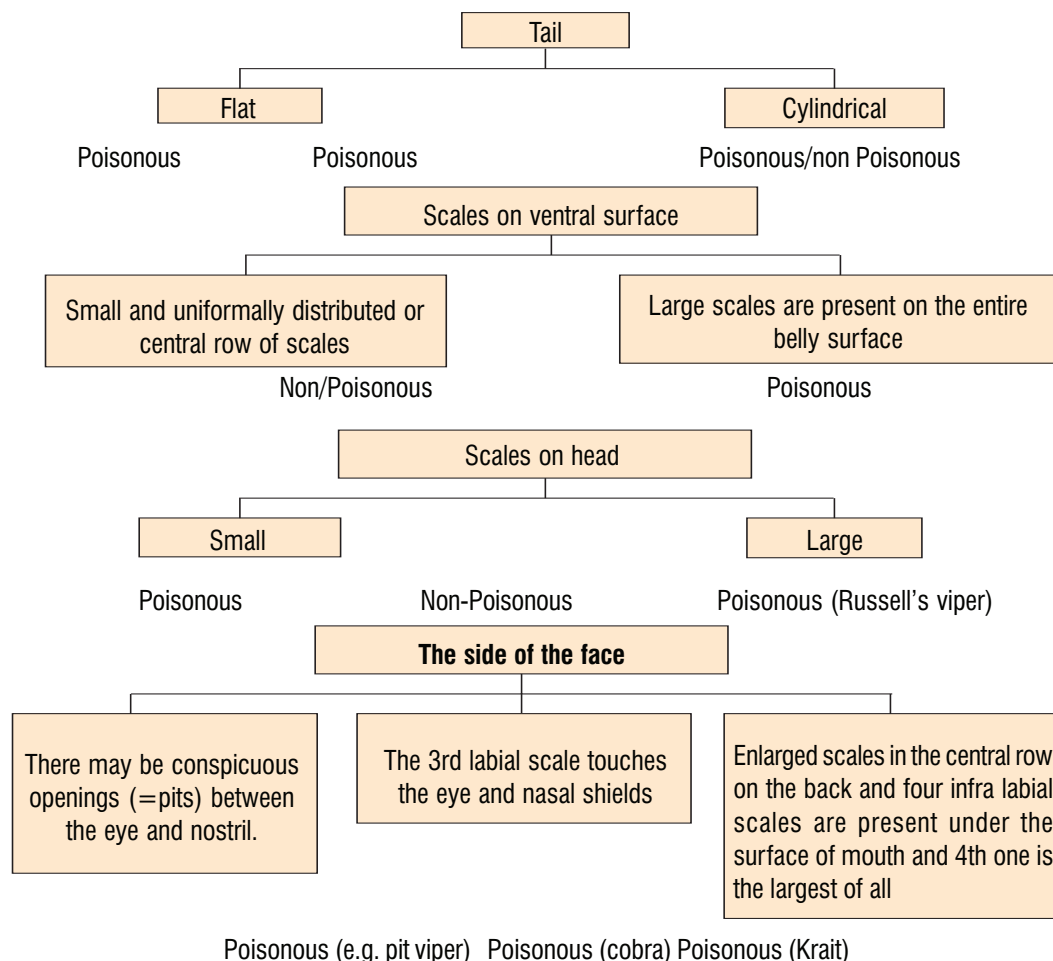 Tail
Flat Cylindrical
Poisonous Poisonous Poisonous/non Poisonous
Scales on ventral surface
Small and uniformally distributed or
central row of scales
Large scales are present on the entire
belly surface
Non/Poisonous Poisonous
Scales on head
Small Large
Poisonous Non-Poisonous Poisonous (Russell's viper)
The side of the face
There may be conspicuous
openings (=pits) between
the eye and nostril.
The 3rd labial scale touches
the eye and nasal shields
Enlarged scales in the central row
on the back and four infra labial
scales are present under the
surface of mouth and 4th one is
the largest of all
Poisonous (e.g. pit viper) Poisonous (cobra) Poisonous (Krait)